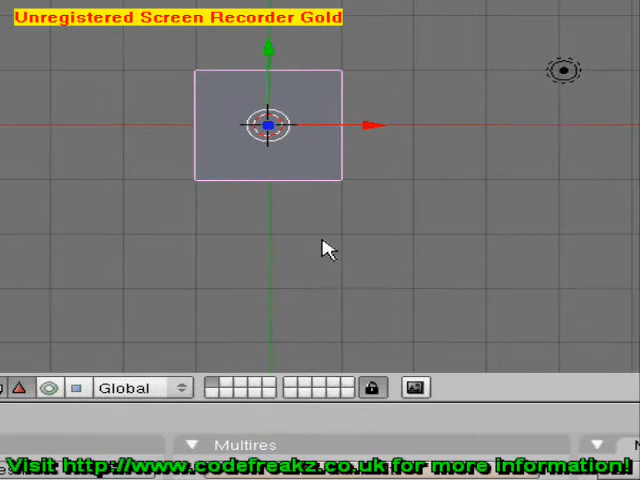 Unregistered Screen Recorder Gold
Global
Multires
Visit http://www.codefreakz.co.uk for more information!